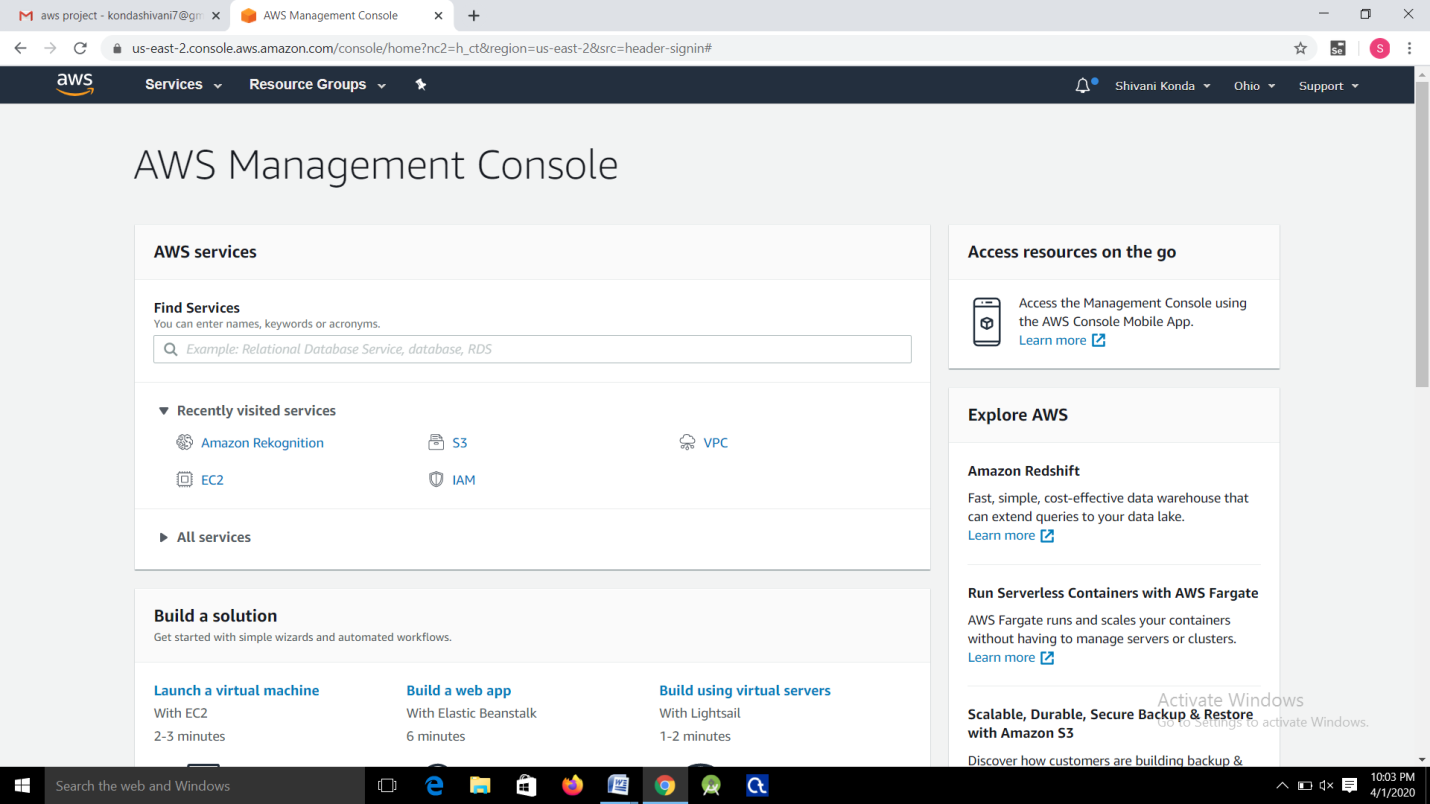 aws project - kondashivani7@gm
AWS Management Console
us-east-2.console.aws.amazon.com/console/home?nc2=h_ct&region=us-east-2&src=header-signin#
Se
S
aws
Services
Resource Groups
Shivani Konda
Ohio
Support
AWS Management Console
AWS services
Find Services
You can enter names, keywords or acronyms.
Example: Relational Database Service, database, RDS
Recently visited services
Amazon Rekognition
S3
VPC
EC2
IAM
All services
Build a solution
Get started with simple wizards and automated workflows.
Launch a virtual machine
With EC2
2-3 minutes
Build a web app
With Elastic Beanstalk
6 minutes
Build using virtual servers
With Lightsail
1-2 minutes
Access resources on the go
Access the Management Console using
the AWS Console Mobile App.
Learn more
Explore AWS
Amazon Redshift
Fast, simple, cost-effective data warehouse that
can extend queries to your data lake.
Learn more
Run Serverless Containers with AWS Fargate
AWS Fargate runs and scales your containers
without having to manage servers or clusters.
Learn more
Scalable, Durable, Secure Backup & Restore
with Amazon S3
Discover how customers are building backup &
Activate Windows
Go to Settings to activate Windows.
Search the web and Windows
10:03 PM
4/1/2020